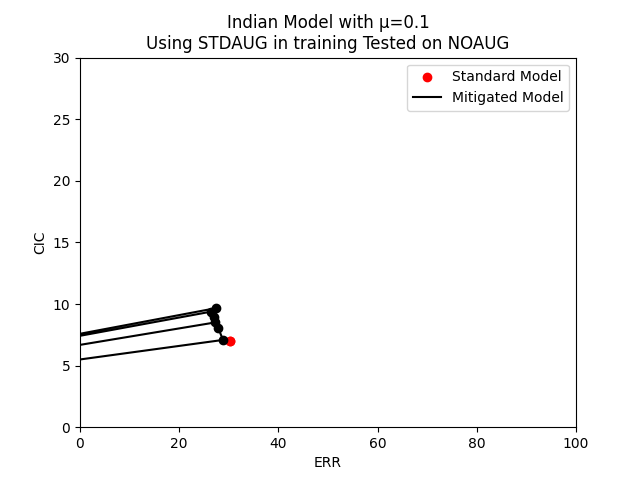 Indian Model with μ=0.1
Using STDAUG in training Tested on NOAUG
30
25
20
15
10
5
0
CIC
Standard Model
Mitigated Model
0 20 40 60 80 100
ERR